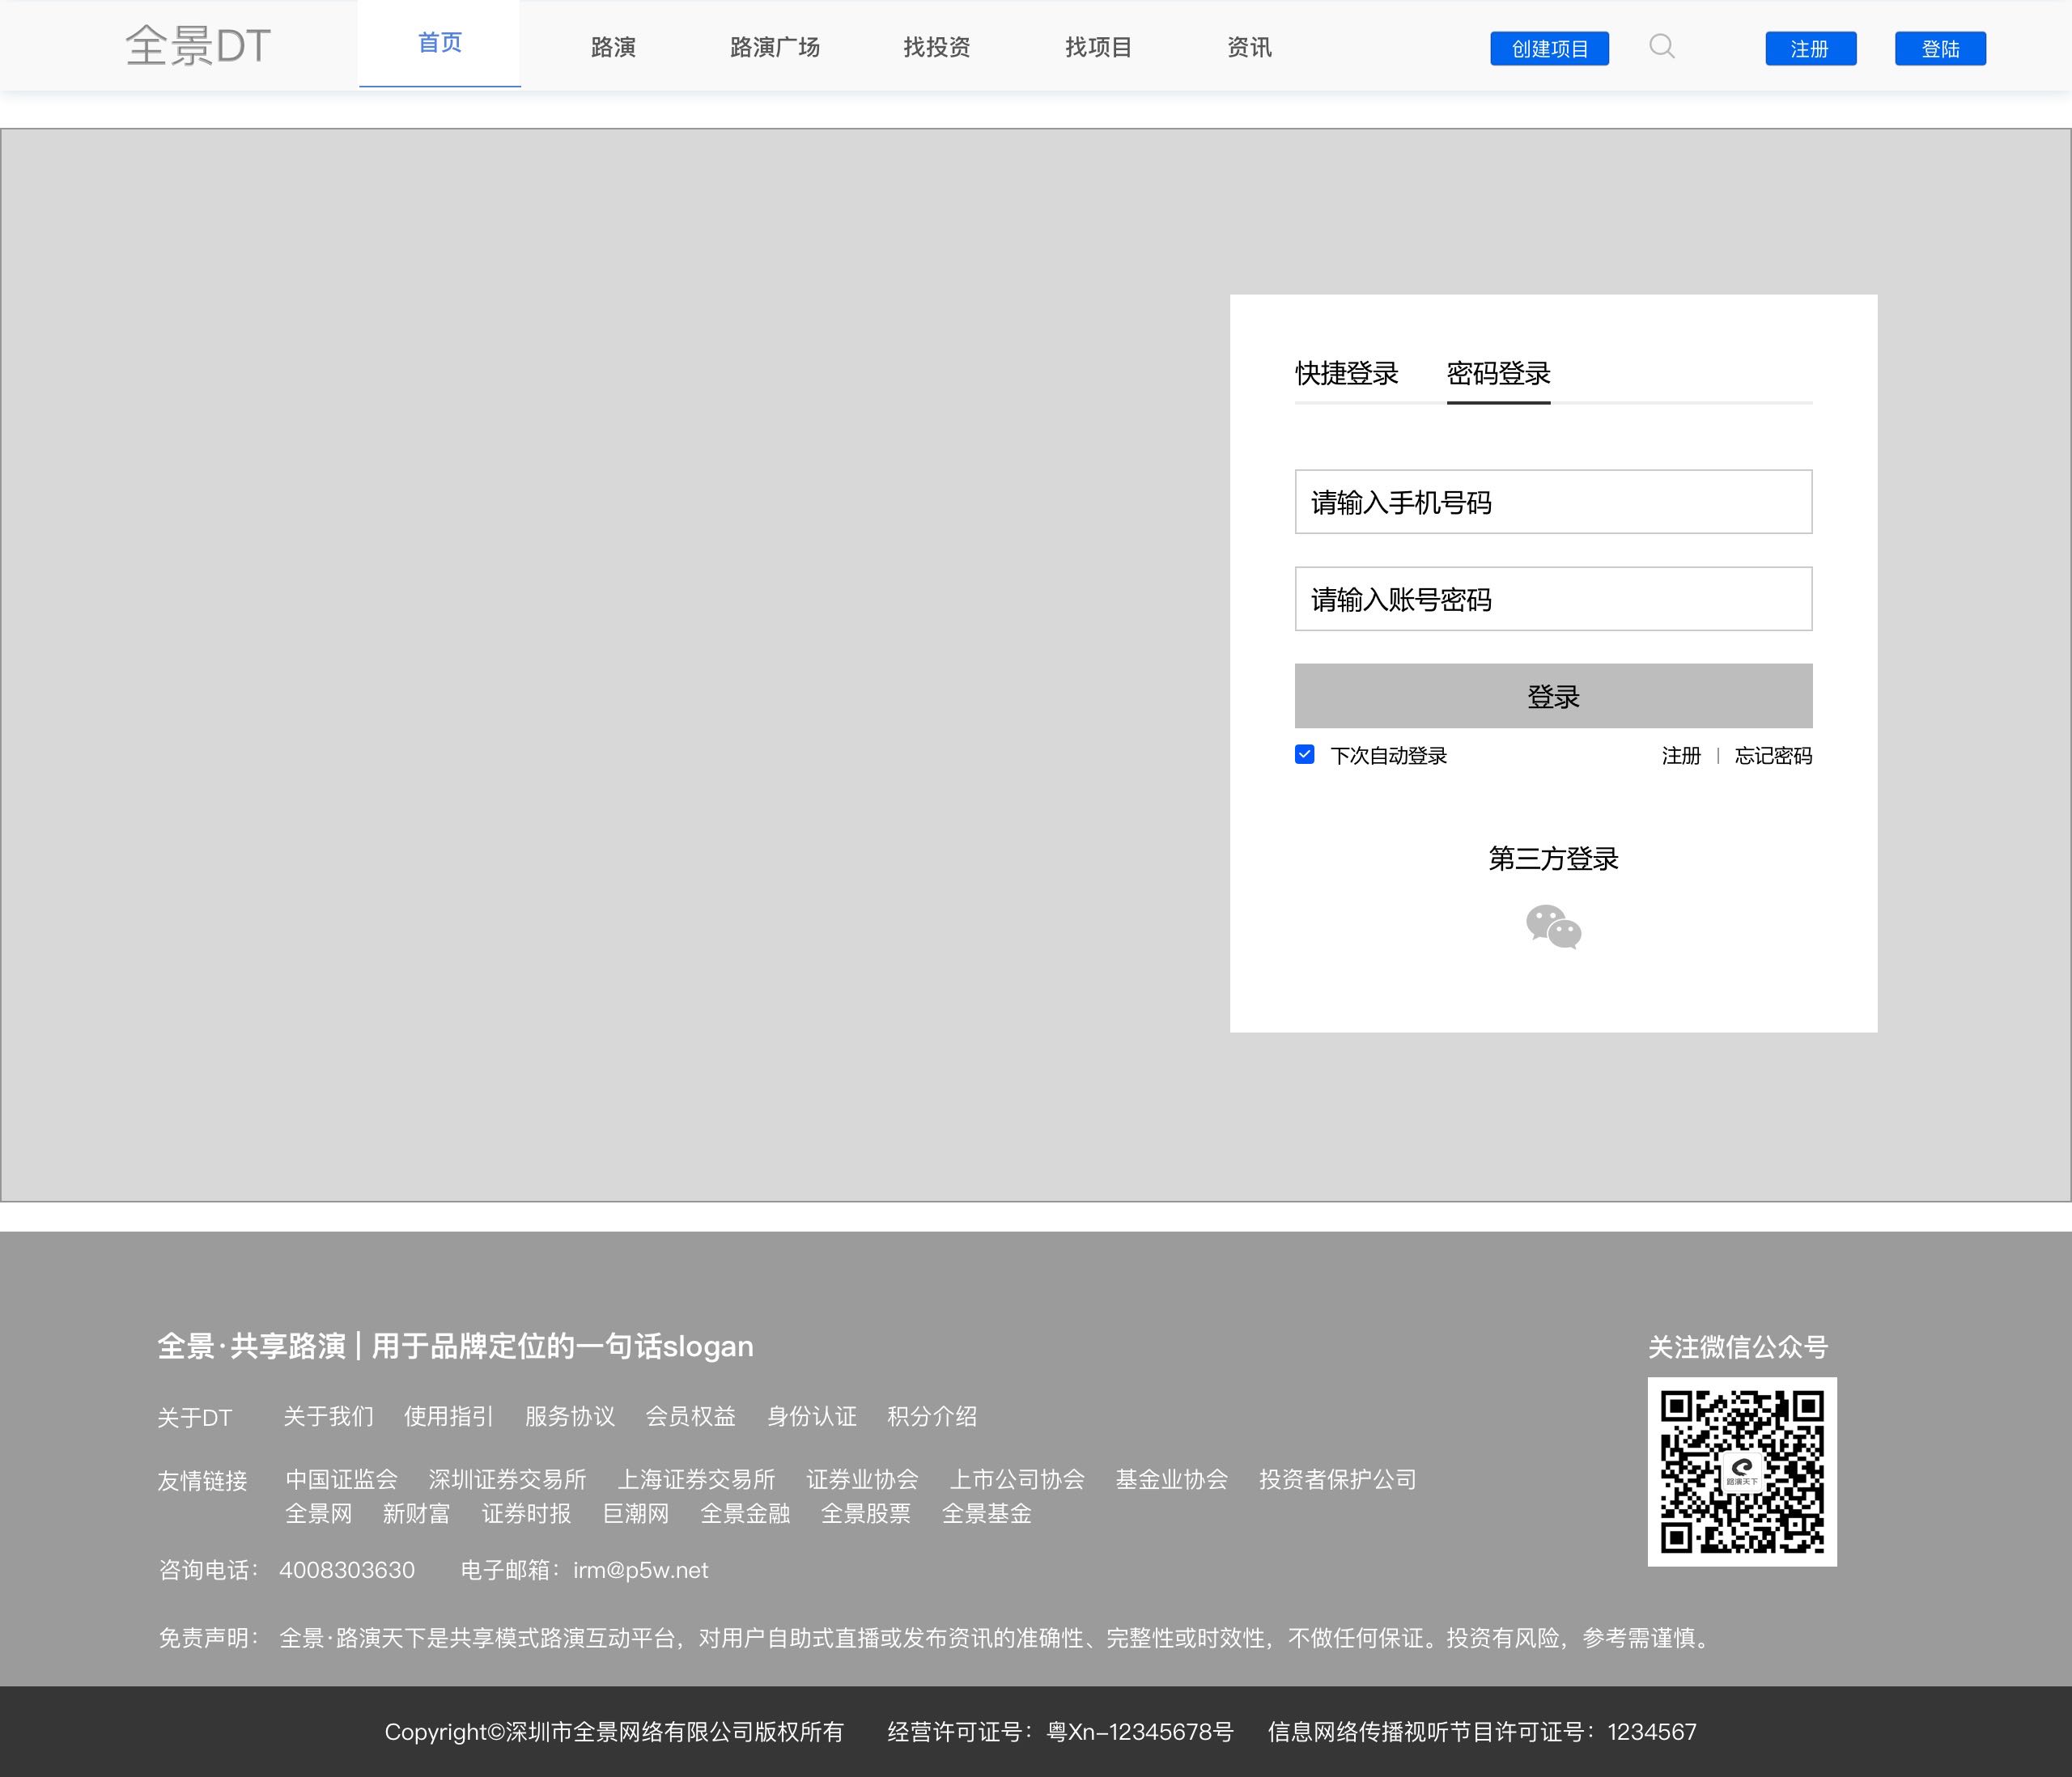 全景DT 首页 路演 路演广场 找投资 找项目 资讯 创建项目 注册 登陆
快捷登录 密码登录
请输入手机号码
请输入账号密码
登录
下次自动登录 注册 | 忘记密码
第三方登录
全景·共享路演 | 用于品牌定位的一句话slogan
关于DT 关于我们 使用指引 服务协议 会员权益 身份认证 积分介绍
友情链接 中国证监会 深圳证券交易所 上海证券交易所 证券业协会 上市公司协会 基金业协会 投资者保护公司
全景网 新财富 证券时报 巨潮网 全景金融 全景股票 全景基金
咨询电话： 4008303630 电子邮箱：irm@p5w.net
免责声明： 全景·路演天下是共享模式路演互动平台，对用户自助式直播或发布资讯的准确性、完整性或时效性，不做任何保证。投资有风险，参考需谨慎。
关注微信公众号
路演天下
Copyright©深圳市全景网络有限公司版权所有 经营许可证号：粤Xn-12345678号 信息网络传播视听节目许可证号：1234567